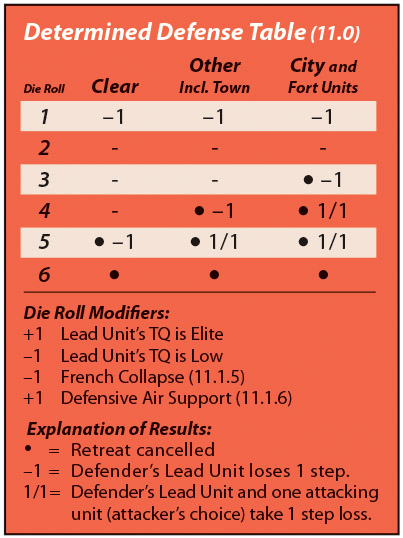 Determined Defense Table (11.0)
Die Roll Clear Other Incl. Town City and Fort Units
1 –1 –1 –1
2 - - -
3 - - • –1
4 - • –1 • 1/1
5 • –1 • 1/1 • 1/1
6 • • •
Die Roll Modifiers:
+1 Lead Unit's TQ is Elite
–1 Lead Unit's TQ is Low
–1 French Collapse (11.1.5)
+1 Defensive Air Support (11.1.6)
Explanation of Results:
• = Retreat cancelled
–1 = Defender's Lead Unit loses 1 step.
1/1= Defender's Lead Unit and one attacking
unit (attacker's choice) take 1 step loss.